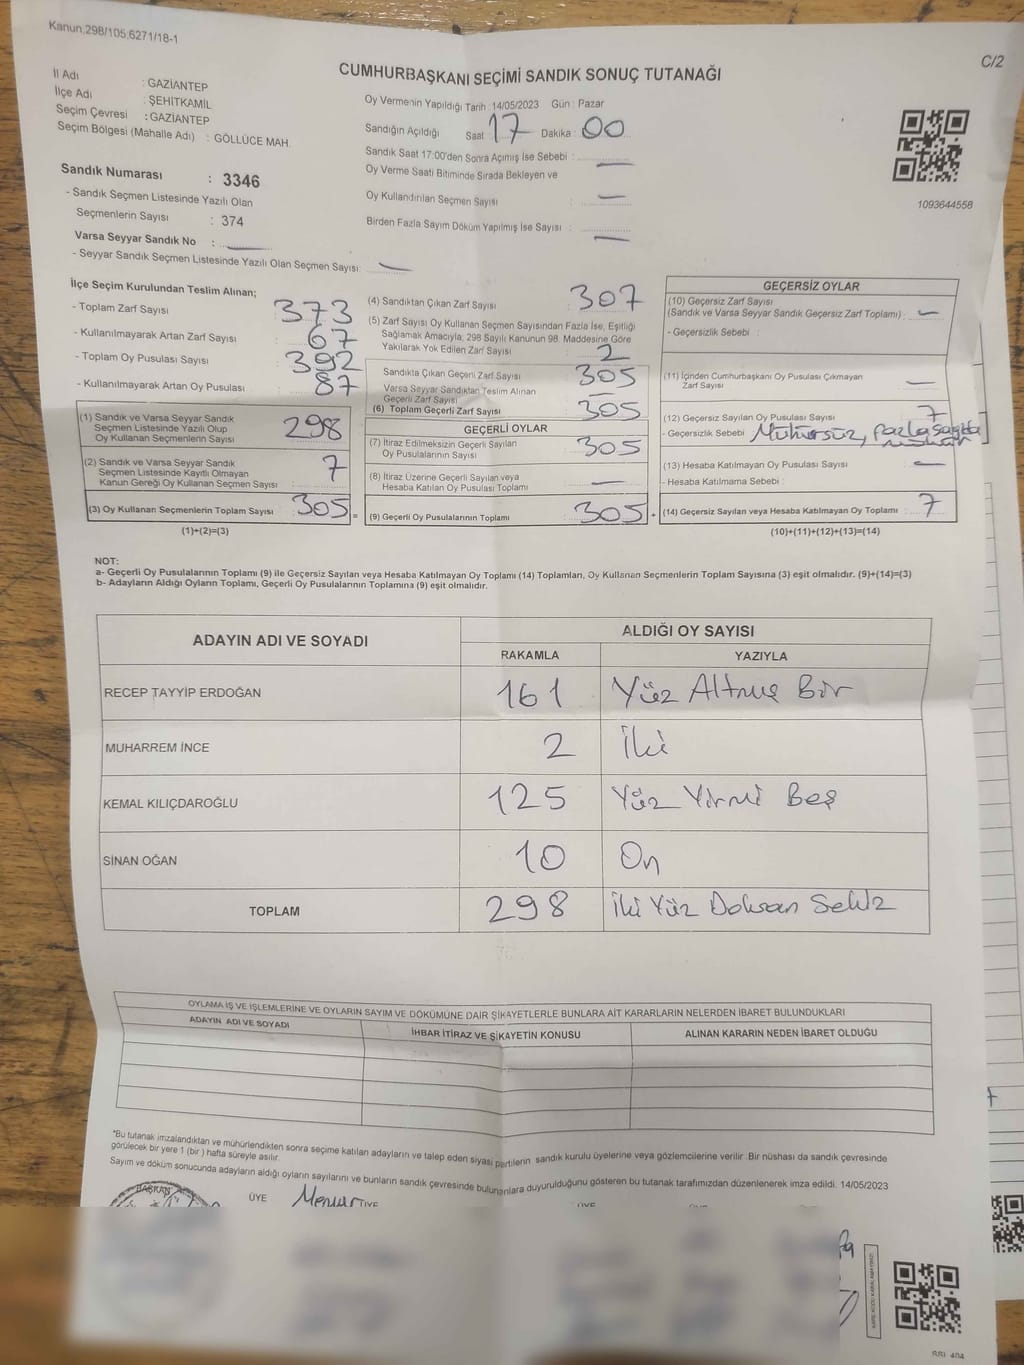 Kanun;298/105;6271/18-1
C/2
CUMHURBAŞKANI SEÇİMİ SANDIK SONUÇ TUTANAĞI
İl Adı : GAZİANTEP
İlçe Adı : ŞEHİTKAMİL
Seçim Çevresi : GAZİANTEP
Seçim Bölgesi (Mahalle Adı) : GÖLLÜCE MAH.
Oy Vermenin Yapıldığı Tarih : 14/05/2023 Gün : Pazar
Sandığın Açıldığı Saat 17 Dakika : 00
Sandık Saat 17:00'den Sonra Açımış İse Sebebi : —
Oy Verme Saati Bitiminde Sırada Bekleyen ve
Oy Kullandırılan Seçmen Sayısı : —
Birden Fazla Sayım Döküm Yapılmış İse Sayısı : —
1093644558
Sandık Numarası : 3346
- Sandık Seçmen Listesinde Yazılı Olan
Seçmenlerin Sayısı : 374
Varsa Seyyar Sandık No : —
- Seyyar Sandık Seçmen Listesinde Yazılı Olan Seçmen Sayısı: —
İlçe Seçim Kurulundan Teslim Alınan;
- Toplam Zarf Sayısı 373
- Kullanılmayarak Artan Zarf Sayısı 67
- Toplam Oy Pusulası Sayısı 392
- Kullanılmayarak Artan Oy Pusulası 87
(1) Sandık ve Varsa Seyyar Sandık
Seçmen Listesinde Yazılı Olup
Oy Kullanan Seçmenlerin Sayısı 298
(2) Sandık ve Varsa Seyyar Sandık
Seçmen Listesinde Kayıtlı Olmayan
Kanun Gereği Oy Kullanan Seçmen Sayısı 7
(3) Oy Kullanan Seçmenlerin Toplam Sayısı 305 =
(1)+(2)=(3)
(4) Sandıktan Çıkan Zarf Sayısı 307
(5) Zarf Sayısı Oy Kullanan Seçmen Sayısından Fazla İse, Eşitliği
Sağlamak Amacıyla; 298 Sayılı Kanunun 98. Maddesine Göre
Yakılarak Yok Edilen Zarf Sayısı : 2
Sandıkta Çıkan Geçerli Zarf Sayısı 305
Varsa Seyyar Sandıktan Teslim Alınan
Geçerli Zarf Sayısı
(6) Toplam Geçerli Zarf Sayısı 305
GEÇERLİ OYLAR
(7) İtiraz Edilmeksizin Geçerli Sayılan
Oy Pusulalarının Sayısı 305
(8) İtiraz Üzerine Geçerli Sayılan veya
Hesaba Katılan Oy Pusulası Toplamı —
(9) Geçerli Oy Pusulalarının Toplamı 305 +
GEÇERSİZ OYLAR
(10) Geçersiz Zarf Sayısı
(Sandık ve Varsa Seyyar Sandık Geçersiz Zarf Toplamı) : —
- Geçersizlik Sebebi :
(11) İçinden Cumhurbaşkanı Oy Pusulası Çıkmayan
Zarf Sayısı —
(12) Geçersiz Sayılan Oy Pusulası Sayısı 7
- Geçersizlik Sebebi Mühürsüz, fazla sayıda
(13) Hesaba Katılmayan Oy Pusulası Sayısı —
- Hesaba Katılmama Sebebi :
(14) Geçersiz Sayılan veya Hesaba Katılmayan Oy Toplamı 7
(10)+(11)+(12)+(13)=(14)
NOT:
a- Geçerli Oy Pusulalarının Toplamı (9) ile Geçersiz Sayılan veya Hesaba Katılmayan Oy Toplamı (14) Toplamları, Oy Kullanan Seçmenlerin Toplam Sayısına (3) eşit olmalıdır. (9)+(14)=(3)
b- Adayların Aldığı Oyların Toplamı, Geçerli Oy Pusulalarının Toplamına (9) eşit olmalıdır.
ADAYIN ADI VE SOYADI ALDIĞI OY SAYISI
RAKAMLA YAZIYLA
RECEP TAYYİP ERDOĞAN 161 Yüz Altmış Bir
MUHARREM İNCE 2 İki
KEMAL KILIÇDAROĞLU 125 Yüz Yirmi Beş
SİNAN OĞAN 10 On
TOPLAM 298 İki Yüz Doksan Sekiz
OYLAMA İŞ VE İŞLEMLERİNE VE OYLARIN SAYIM VE DÖKÜMÜNE DAİR ŞİKAYETLERLE BUNLARA AİT KARARLARIN NELERDEN İBARET BULUNDUKLARI
ADAYIN ADI VE SOYADI İHBAR İTİRAZ VE ŞİKAYETİN KONUSU ALINAN KARARIN NEDEN İBARET OLDUĞU
"Bu tutanak imzalandıktan ve mühürlendikten sonra seçime katılan adayların ve talep eden siyasi partilerin sandık kurulu üyelerine veya gözlemcilerine verilir. Bir nüshası da sandık çevresinde
görülecek bir yere 1 (bir) hafta süreyle asılır.
Sayım ve döküm sonucunda adayların aldığı oyların sayılarını ve bunların sandık çevresinde bulunanlara duyurulduğunu gösteren bu tutanak tarafımızdan düzenlenerek imza edildi. 14/05/2023
BAŞKAN ÜYE Memur ÜYE ÜYE